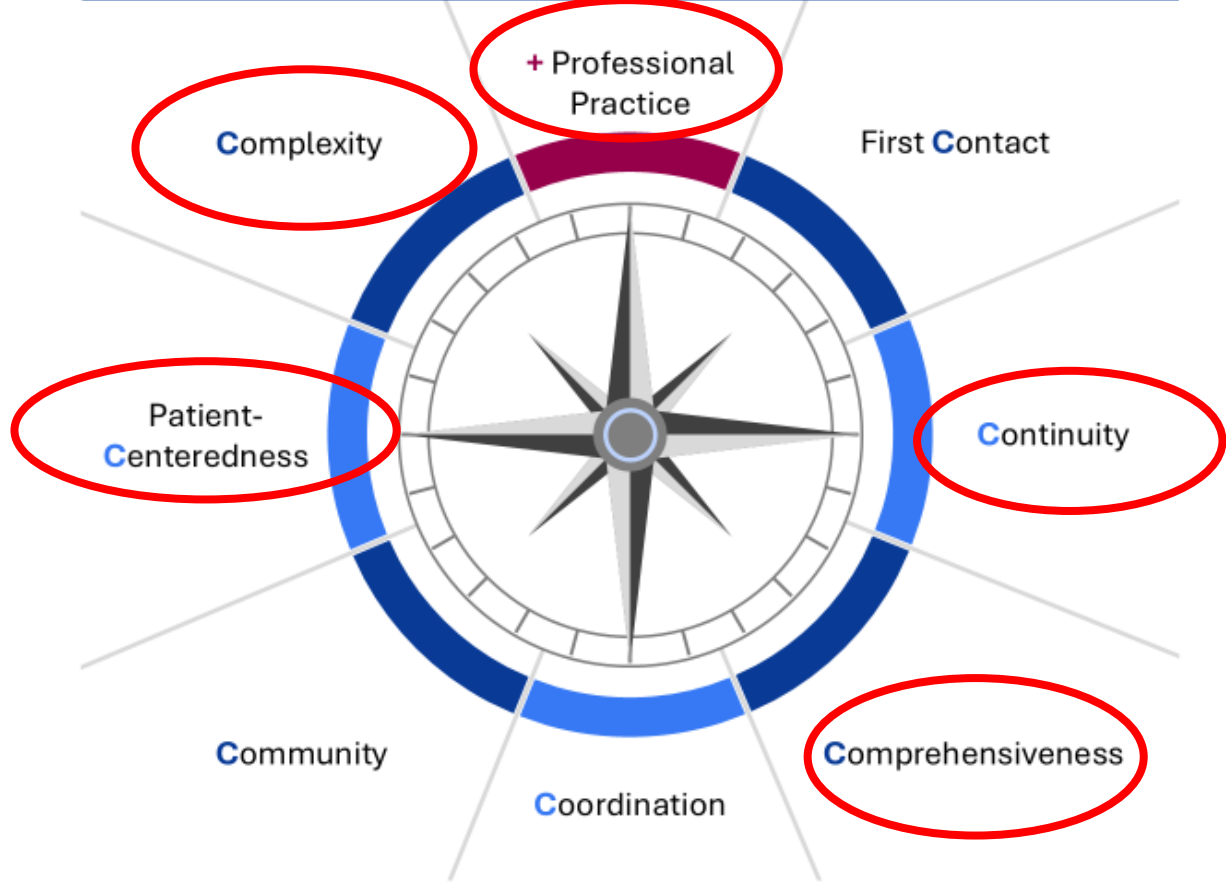 + Professional
Practice
First Contact
Continuity
Comprehensiveness
Coordination
Community
Patient-
Centeredness
Complexity